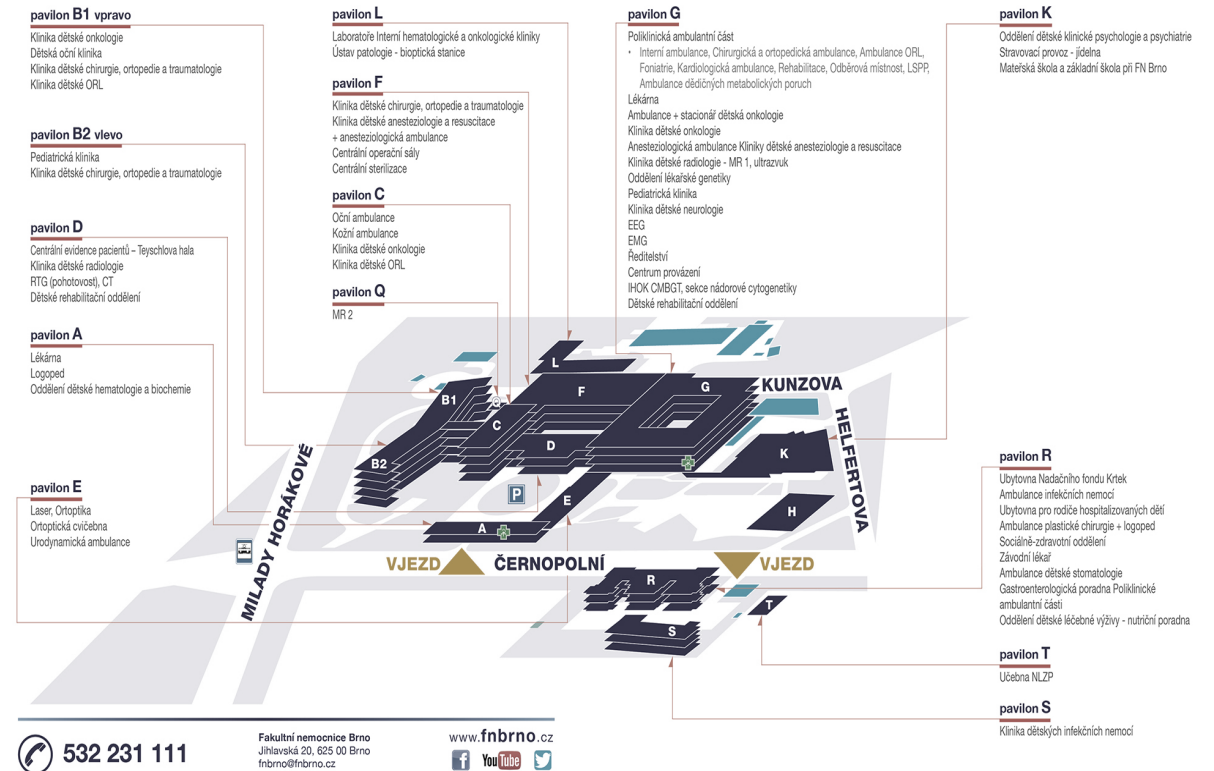 pavilon B1 vpravo
Klinika dětské onkologie
Dětská oční klinika
Klinika dětské chirurgie, ortopedie a traumatologie
Klinika dětské ORL
pavilon B2 vlevo
Pediatrická klinika
Klinika dětské chirurgie, ortopedie a traumatologie
pavilon D
Centrální evidence pacientů – Teyschlova hala
Klinika dětské radiologie
RTG (pohotovost), CT
Dětské rehabilitační oddělení
pavilon A
Lékárna
Logoped
Oddělení dětské hematologie a biochemie
pavilon E
Laser, Ortoptika
Ortoptická cvičebna
Urodynamická ambulance
pavilon L
Laboratoře Interní hematologické a onkologické kliniky
Ústav patologie - bioptická stanice
pavilon F
Klinika dětské chirurgie, ortopedie a traumatologie
Klinika dětské anesteziologie a resuscitace
+ anesteziologická ambulance
Centrální operační sály
Centrální sterilizace
pavilon C
Oční ambulance
Kožní ambulance
Klinika dětské onkologie
Klinika dětské ORL
pavilon Q
MR 2
pavilon G
Poliklinická ambulantní část
• Interní ambulance, Chirurgická a ortopedická ambulance, Ambulance ORL,
Foniatrie, Kardiologická ambulance, Rehabilitace, Odběrová místnost, LSPP,
Ambulance dědičných metabolických poruch
Lékárna
Ambulance + stacionář dětská onkologie
Klinika dětské onkologie
Anesteziologická ambulance Kliniky dětské anesteziologie a resuscitace
Klinika dětské radiologie - MR 1, ultrazvuk
Oddělení lékařské genetiky
Pediatrická klinika
Klinika dětské neurologie
EEG
EMG
Ředitelství
Centrum provázení
IHOK CMBGT, sekce nádorové cytogenetiky
Dětské rehabilitační oddělení
pavilon K
Oddělení dětské klinické psychologie a psychiatrie
Stravovací provoz - jídelna
Mateřská škola a základní škola při FN Brno
pavilon R
Ubytovna Nadačního fondu Krtek
Ambulance infekčních nemocí
Ubytovna pro rodiče hospitalizovaných dětí
Ambulance plastické chirurgie + logoped
Sociálně-zdravotní oddělení
Závodní lékař
Ambulance dětské stomatologie
Gastroenterologická poradna Poliklinické
ambulantní části
Oddělení dětské léčebné výživy - nutriční poradna
pavilon T
Učebna NLZP
pavilon S
Klinika dětských infekčních nemocí
L
F
G
KUNZOVA
B1
Q
C
D
K
HELFERTOVA
B2
P
E
H
A
MILADY HORÁKOVÉ
VJEZD
ČERNOPOLNÍ
VJEZD
R
T
S
532 231 111
Fakultní nemocnice Brno
Jihlavská 20, 625 00 Brno
fnbrno@fnbrno.cz
www.fnbrno.cz
f
YouTube